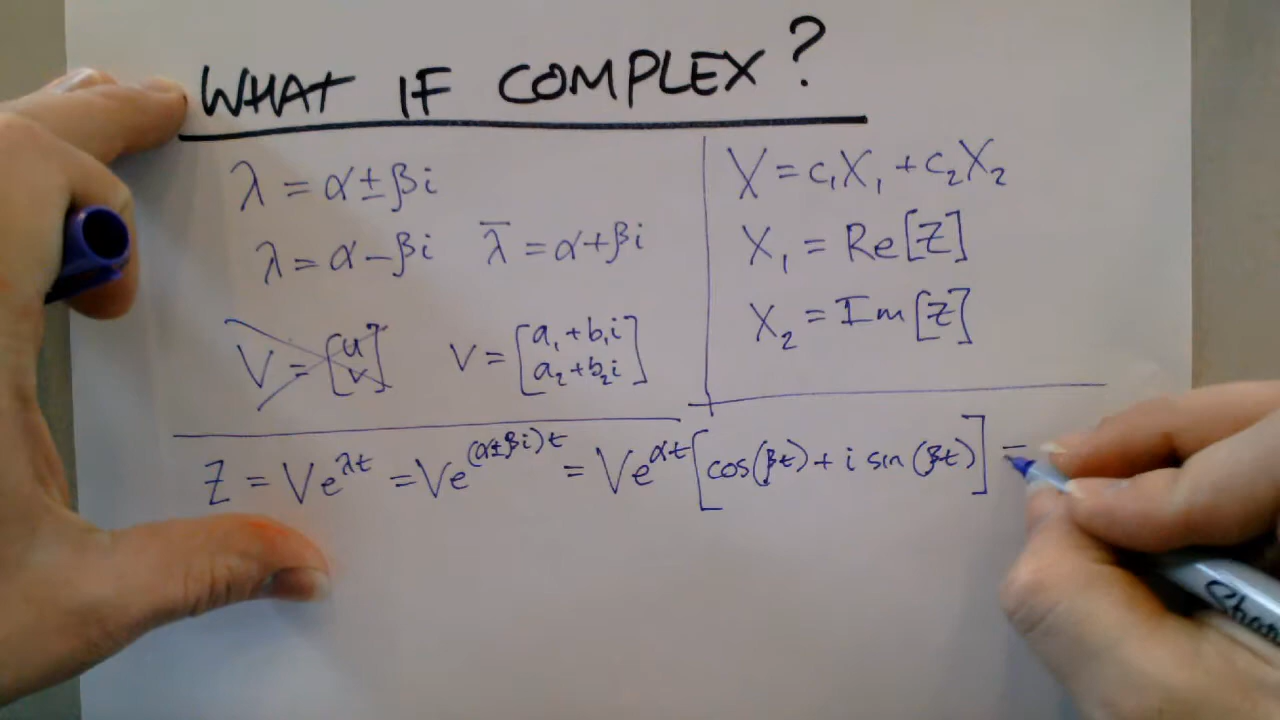 WHAT IF COMPLEX?
λ = α ± βi
λ = α - βi    λ̄ = α + βi
V = [u v]    V = [a₁ + b₁i a₂ + b₂i]
X = c₁X₁ + c₂X₂
X₁ = Re[Z]
X₂ = Im[Z]
Z = Ve^λt = Ve^(α±βi)t = Ve^αt [cos(βt) + i sin(βt)] =